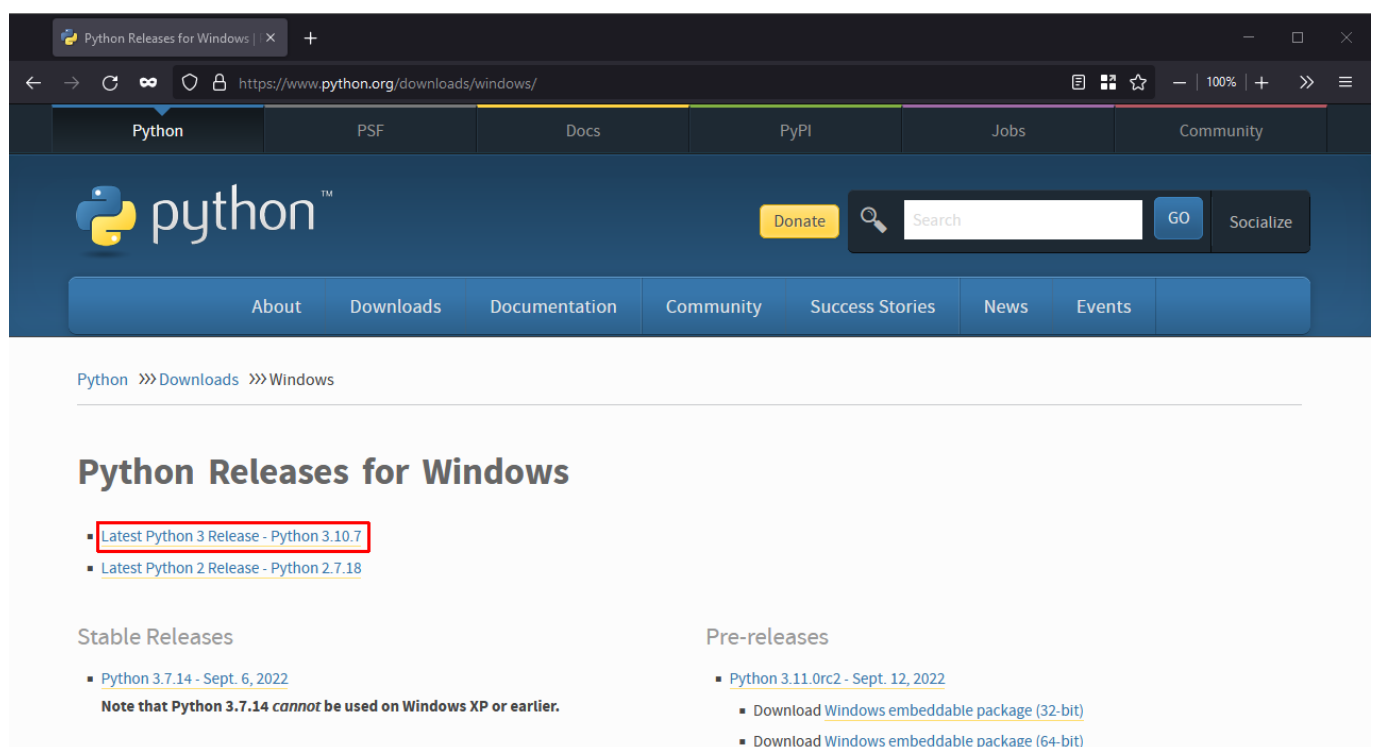 Python Releases for Windows |
https://www.python.org/downloads/windows/
100%
Python PSF Docs PyPI Jobs Community
python™
Donate
Search
GO
Socialize
About Downloads Documentation Community Success Stories News Events
Python >>> Downloads >>> Windows
Python Releases for Windows
Latest Python 3 Release - Python 3.10.7
Latest Python 2 Release - Python 2.7.18
Stable Releases
Python 3.7.14 - Sept. 6, 2022
Note that Python 3.7.14 cannot be used on Windows XP or earlier.
Pre-releases
Python 3.11.0rc2 - Sept. 12, 2022
Download Windows embeddable package (32-bit)
Download Windows embeddable package (64-bit)